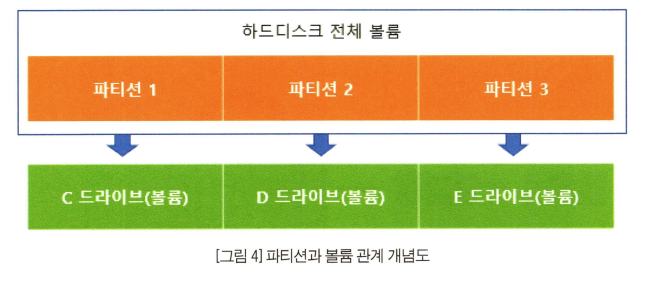 하드디스크 전체 볼륨
파티션 1 파티션 2 파티션 3
C 드라이브(볼륨) D 드라이브(볼륨) E 드라이브(볼륨)
[그림 4] 파티션과 볼륨 관계 개념도